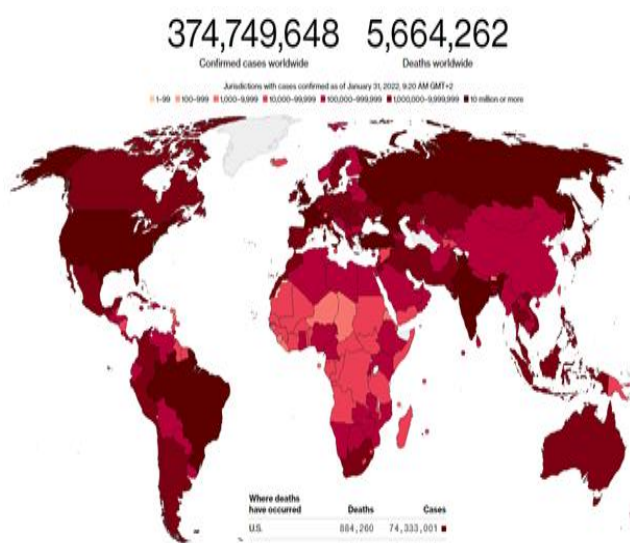 374,749,648 5,664,262
Confirmed cases worldwide Deaths worldwide
Jurisdictions with cases confirmed as of January 31, 2022, 9:20 AM GMT+2
1–99 100–999 1,000–9,999 10,000–99,999 100,000–999,999 1,000,000–9,999,999 10 million or more
Where deaths
have occurred Deaths Cases
U.S. 884,260 74,333,001